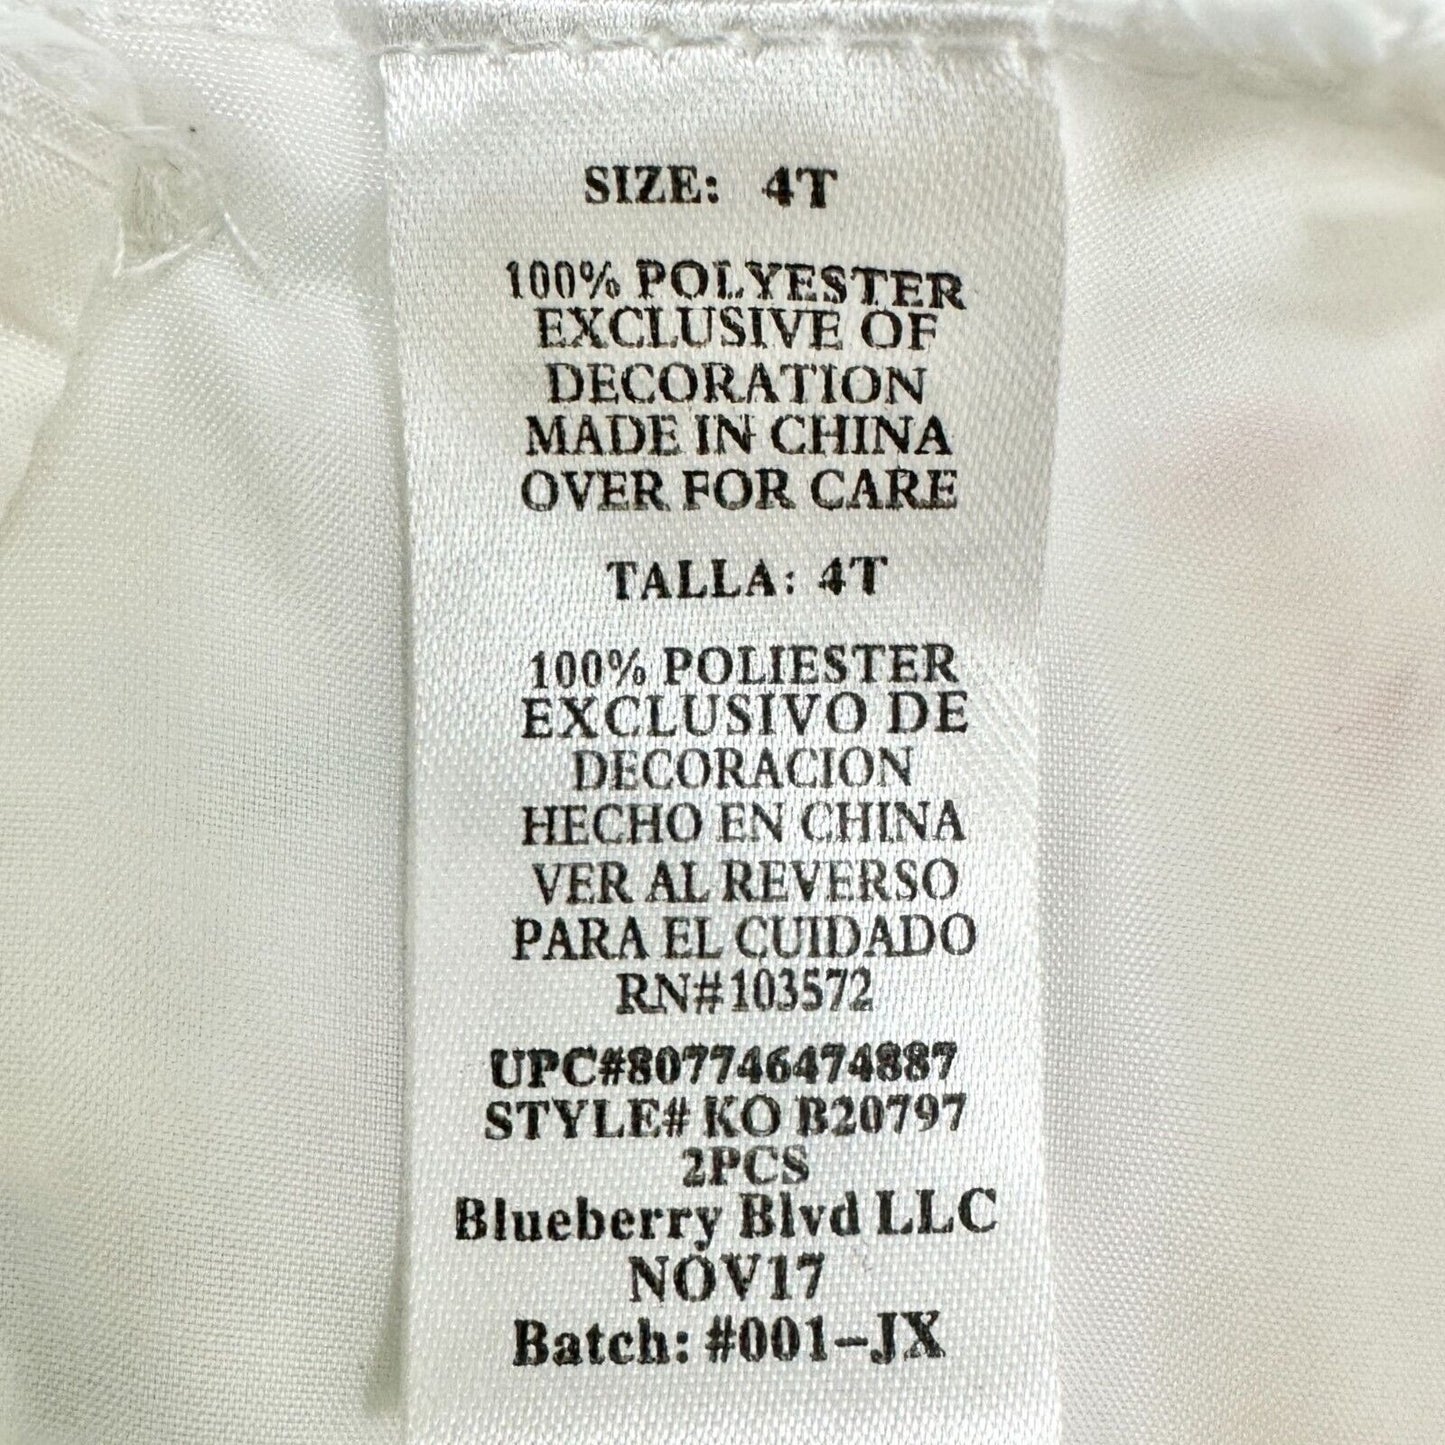 SIZE: 4T
100% POLYESTER
EXCLUSIVE OF
DECORATION
MADE IN CHINA
OVER FOR CARE
TALLA: 4T
100% POLIESTER
EXCLUSIVO DE
DECORACION
HECHO EN CHINA
VER AL REVERSO
PARA EL CUIDADO
RN#103572
UPC#807746474887
STYLE# KO B20797
2PCS
Blueberry Blvd LLC
NOV17
Batch: #001-JX